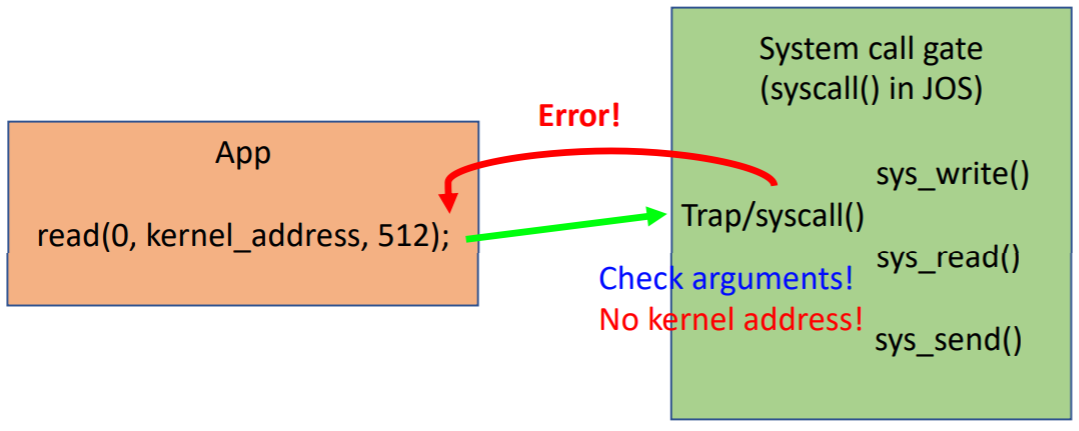 System call gate
(syscall() in JOS)
Error!
App
sys_write()
Trap/syscall()
read(0, kernel_address, 512);
sys_read()
Check arguments!
No kernel address!
sys_send()